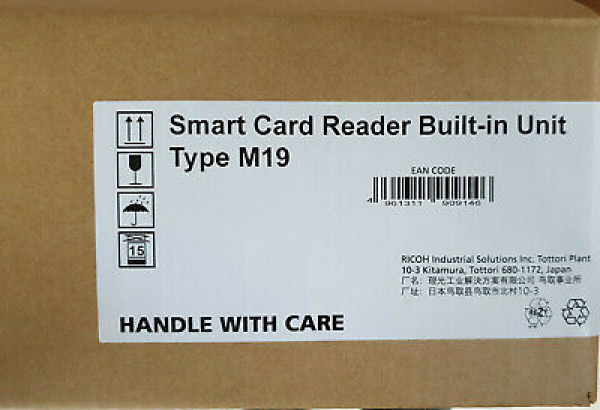 Smart Card Reader Built-in Unit
Type M19
EAN CODE
4 961311 909146
15
RICOH Industrial Solutions Inc. Tottori Plant
10-3 Kitamura, Tottori 680-1172, Japan
厂名: 理光工业解决方案有限公司 鸟取事业所
厂址: 日本鸟取县鸟取市北村10-3
HANDLE WITH CARE